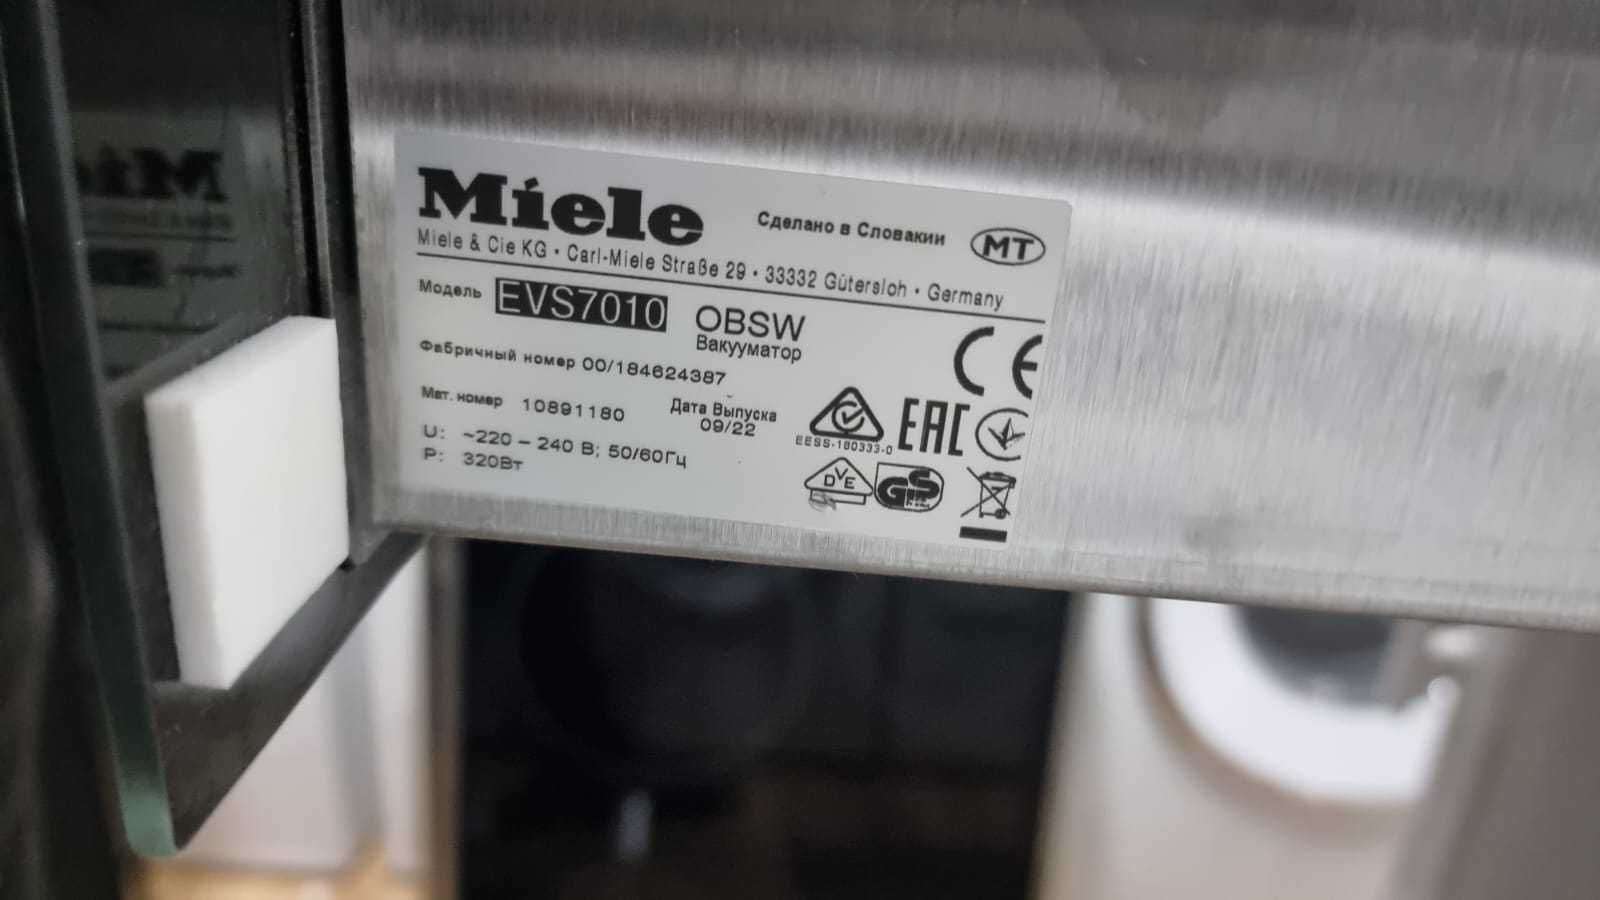 Miele
Сделано в Словакии
MT
Miele & Cie KG • Carl-Miele Straße 29 • 33332 Gütersloh • Germany
Модель EVS7010 OBSW
Вакууматор
Фабричный номер 00/184624387
Мат. номер 10891180
Дата Выпуска
09/22
U: ~220 – 240 В; 50/60Гц
P: 320Вт
CE
EAC
EESS-180333-0
DVE
GS